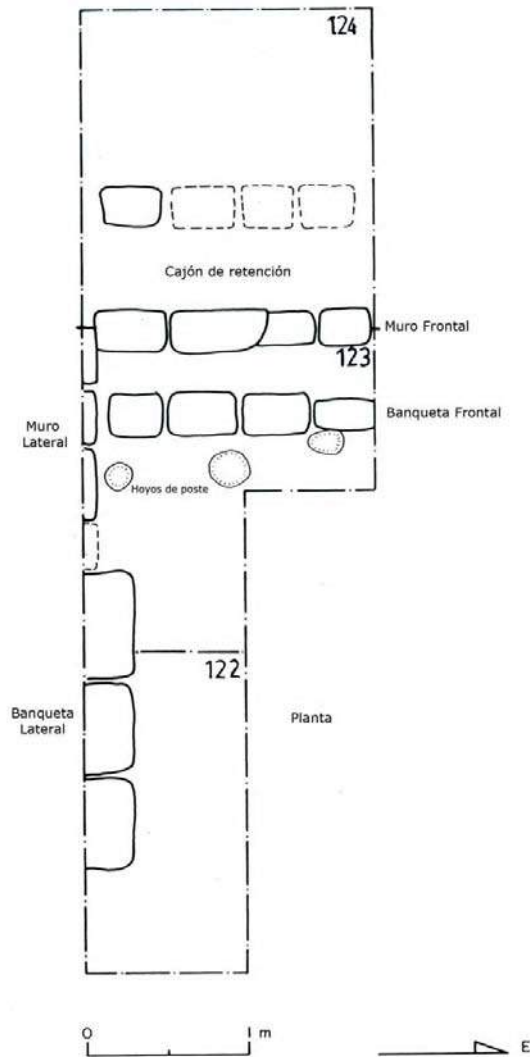 124
Cajón de retención
Muro Frontal
123
Banqueta Frontal
Muro
Lateral
Hoyos de poste
122
Banqueta
Lateral
Planta
0
1 m
E